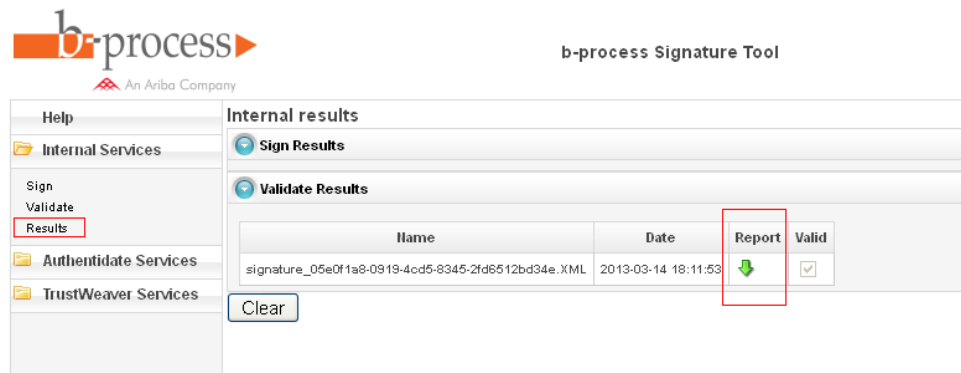 b-process
An Ariba Company
b-process Signature Tool
Help
Internal Services
Sign
Validate
Results
Authentidate Services
TrustWeaver Services
Internal results
Sign Results
Validate Results
Name Date Report Valid
signature_05e0f1a8-0919-4cd5-8345-2fd6512bd34e.XML 2013-03-14 18:11:53
Clear